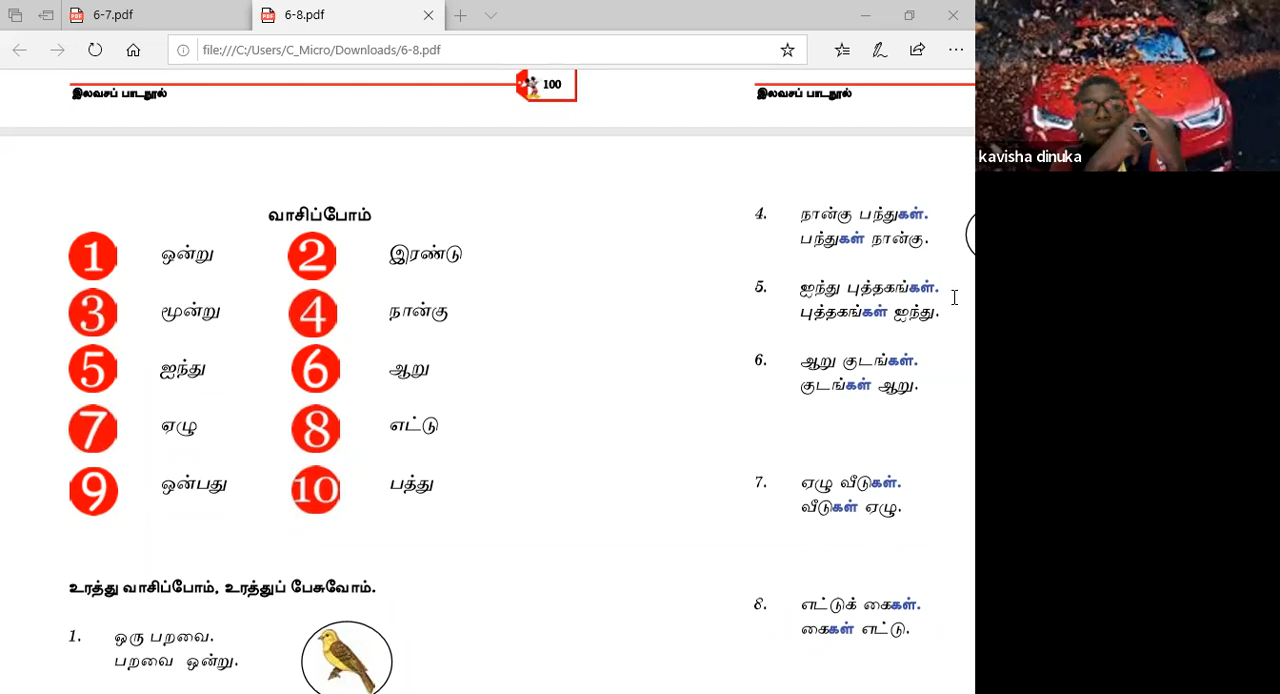 6-7.pdf
6-8.pdf
file:///C:/Users/C_Micro/Downloads/6-8.pdf
kavisha dinuka
இலவசப் பாடநூல்
100
இலவசப் பாடநூல்
வாசிப்போம்
1 ஒன்று 2 இரண்டு
3 மூன்று 4 நான்கு
5 ஐந்து 6 ஆறு
7 ஏழு 8 எட்டு
9 ஒன்பது 10 பத்து
உரத்து வாசிப்போம், உரத்துப் பேசுவோம்.
1. ஒரு பறவை.
பறவை ஒன்று.
4. நான்கு பந்துகள்.
பந்துகள் நான்கு.
5. ஐந்து புத்தகங்கள்.
புத்தகங்கள் ஐந்து.
6. ஆறு குடங்கள்.
குடங்கள் ஆறு.
7. ஏழு வீடுகள்.
வீடுகள் ஏழு.
8. எட்டுக் கைகள்.
கைகள் எட்டு.